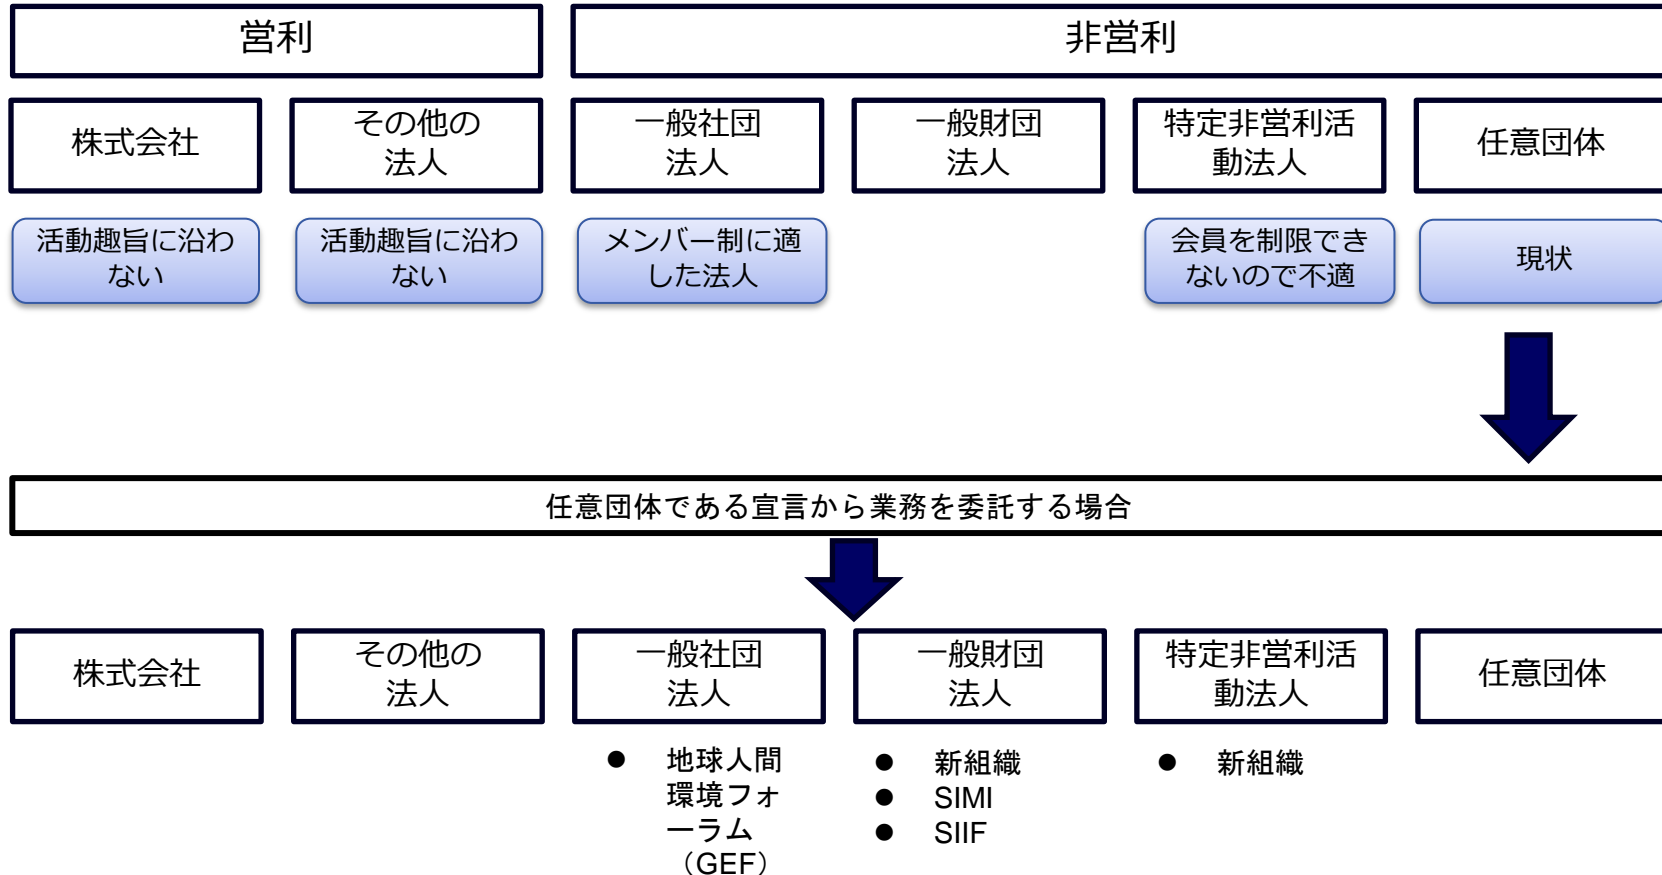 営利
非営利
株式会社
その他の
法人
一般社団
法人
一般財団
法人
特定非営利活
動法人
任意団体
活動趣旨に沿わ
ない
活動趣旨に沿わ
ない
メンバー制に適
した法人
会員を制限でき
ないので不適
現状
任意団体である宣言から業務を委託する場合
株式会社
その他の
法人
一般社団
法人
一般財団
法人
特定非営利活
動法人
任意団体
● 地球人間
環境フォ
ーラム
（GEF）
● 新組織
● SIMI
● SIIF
● 新組織